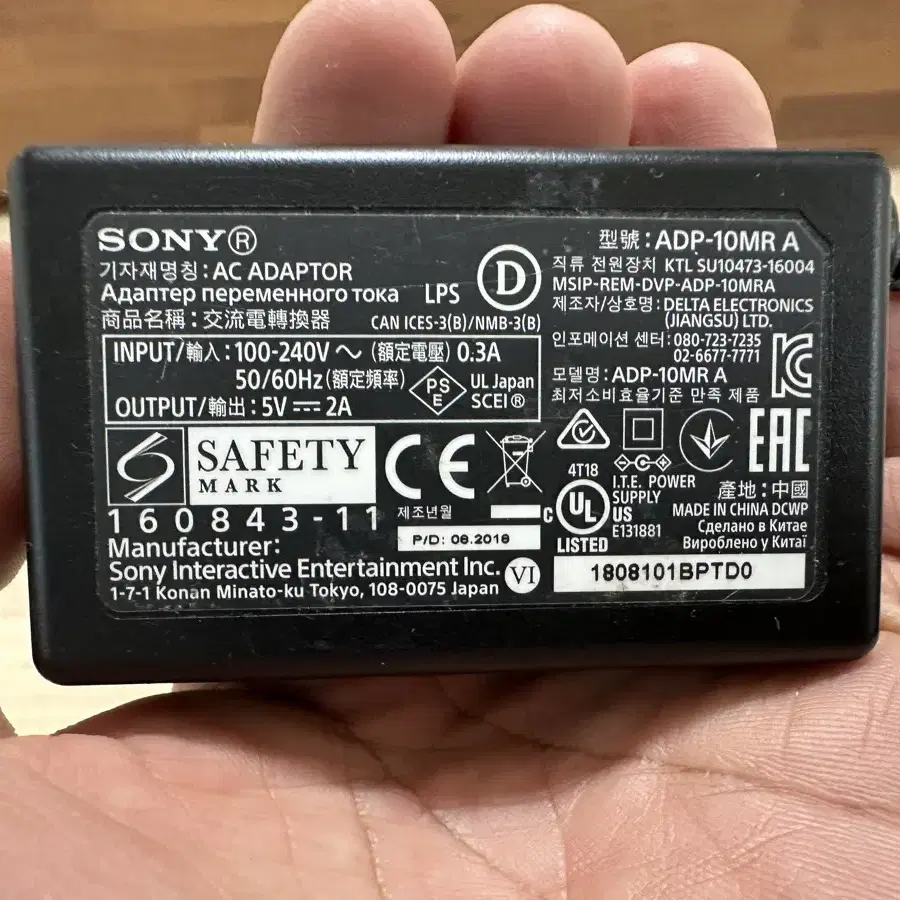 SONY®
기자재명칭 : AC ADAPTOR
Адаптер переменного тока
LPS
D
商品名稱 : 交流電轉換器
CAN ICES-3(B)/NMB-3(B)
INPUT/輸入 : 100-240V ~ (額定電壓) 0.3A
50/60Hz (額定頻率)
OUTPUT/輸出 : 5V ⎓ 2A
PS
E
UL Japan
SCEI®
SAFETY
MARK
160843-11
CE
제조년월
P/D: 06.2018
Manufacturer:
Sony Interactive Entertainment Inc.
VI
1-7-1 Konan Minato-ku Tokyo, 108-0075 Japan
型號 : ADP-10MR A
직류 전원장치 KTL SU10473-16004
MSIP-REM-DVP-ADP-10MRA
제조자/상호명 : DELTA ELECTRONICS
(JIANGSU) LTD.
인포메이션 센터 : 080-723-7235
02-6677-7771
모델명 : ADP-10MR A
최저소비효율기준 만족 제품
KC
EAC
4T18
I.T.E. POWER
SUPPLY
C UL US
LISTED
E131881
產地 : 中國
MADE IN CHINA DCWP
Сделано в Китае
Вироблено у Китаї
1808101BPTD0